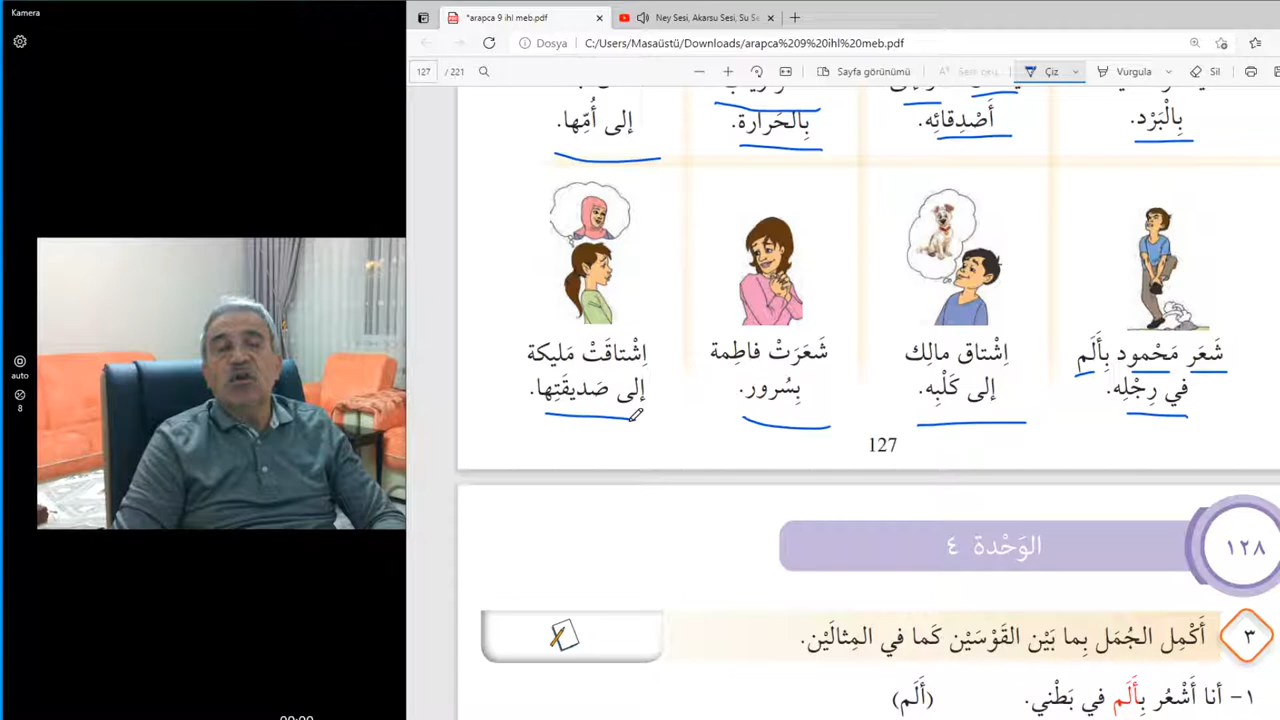 Kamera
*arapca 9 ihl meb.pdf
Ney Sesi, Akarsu Sesi, Su Se
Dosya
C:/Users/Masaüstü/Downloads/arapca%209%20ihl%20meb.pdf
127 / 221
Sayfa görünümü
Çiz
Vurgula
Sil
auto
8
بِالْبَرْد.
أَصْدِقائِه.
بِالحَرارة.
إلى أُمِّها.
شَعَر مَحْمود بِأَلَم
في رِجْلِه.
اِشْتاق مالِك
إلى كَلْبِه.
شَعَرَتْ فاطِمة
بِسُرور.
اِشْتاقَتْ مَليكة
إلى صَديقَتِها.
127
١٢٨
الوَحْدة ٤
٣ أَكْمِل الجُمَل بِما بَيْن القَوْسَيْن كَما في المِثالَيْن.
١- أنا أَشْعُر بِأَلَم في بَطْني. (أَلَم)